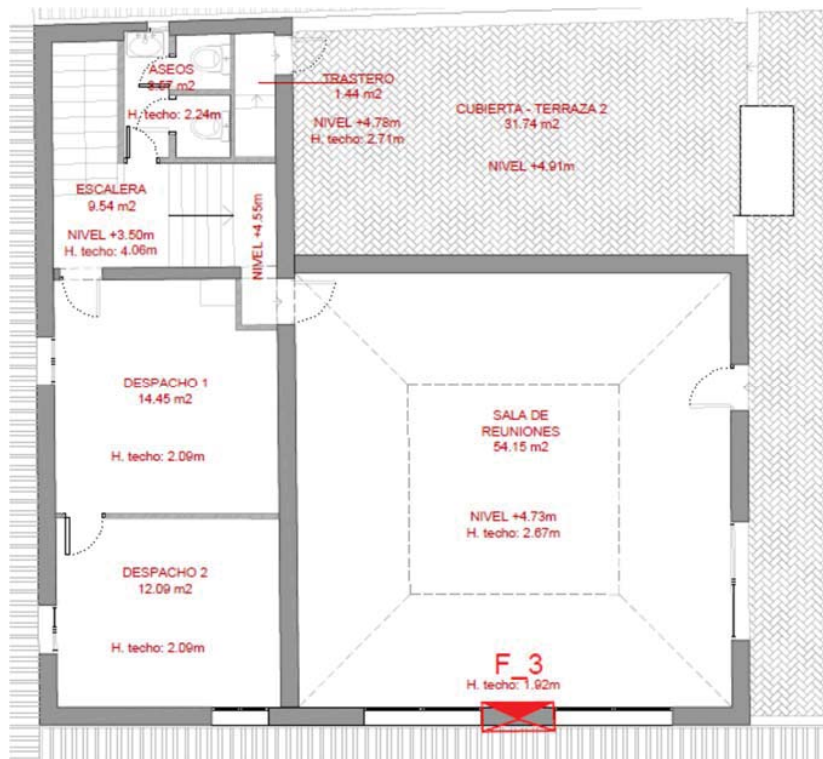 ASEOS
m2
H. techo: 2.24m
TRASTERO
1.44 m2
NIVEL +4.78m
H. techo: 2.71m
CUBIERTA - TERRAZA 2
31.74 m2
NIVEL +4.91m
ESCALERA
9.54 m2
NIVEL +3.50m
H. techo: 4.06m
NIVEL +4.55m
DESPACHO 1
14.45 m2
H. techo: 2.09m
SALA DE
REUNIONES
54.15 m2
NIVEL +4.73m
H. techo: 2.67m
DESPACHO 2
12.09 m2
H. techo: 2.09m
F_3
H. techo: 1.92m